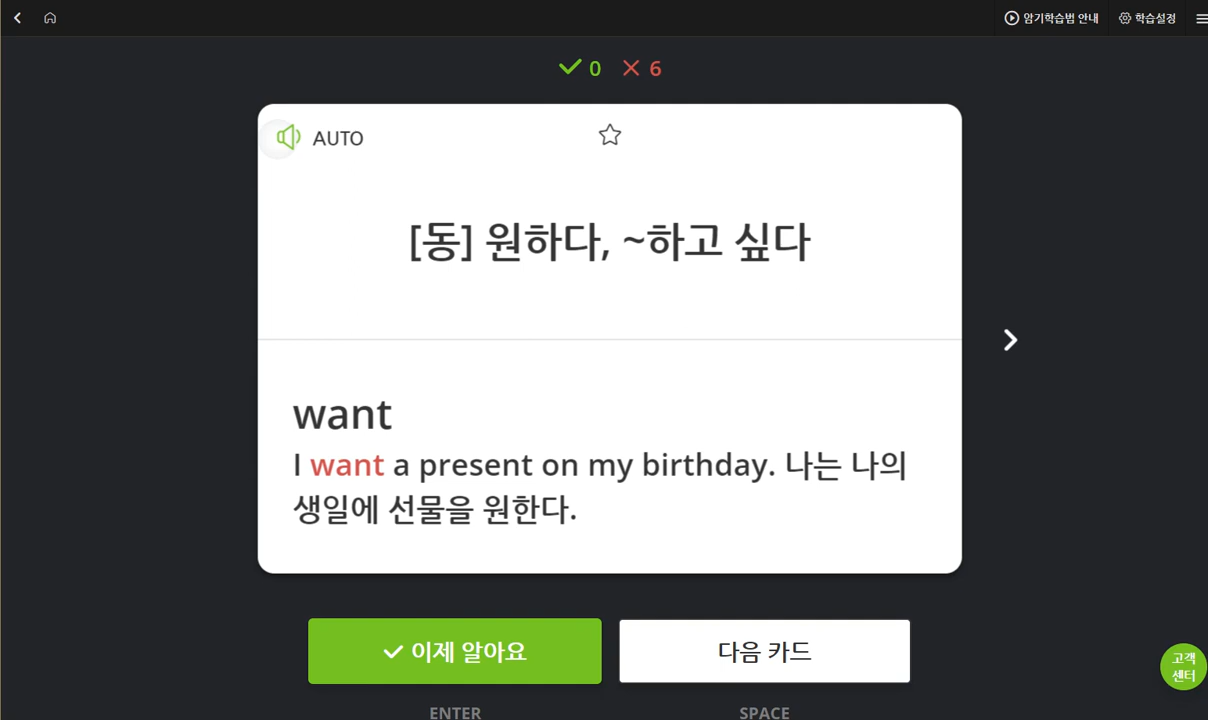 암기학습법 안내 학습설정
0 6
AUTO
[동] 원하다, ~하고 싶다
want
I want a present on my birthday. 나는 나의
생일에 선물을 원한다.
이제 알아요 다음 카드
고객
센터
ENTER SPACE